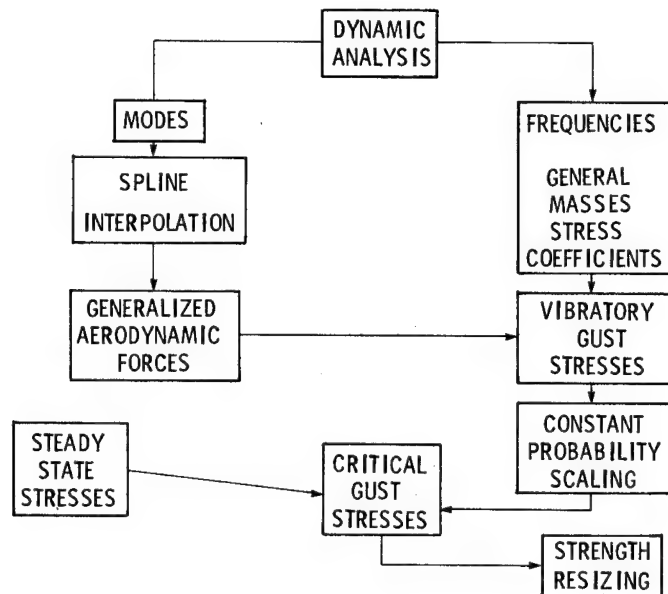 DYNAMIC
ANALYSIS
MODES
FREQUENCIES
GENERAL
MASSES
STRESS
COEFFICIENTS
SPLINE
INTERPOLATION
GENERALIZED
AERODYNAMIC
FORCES
VIBRATORY
GUST
STRESSES
CONSTANT
PROBABILITY
SCALING
STEADY
STATE
STRESSES
CRITICAL
GUST
STRESSES
STRENGTH
RESIZING